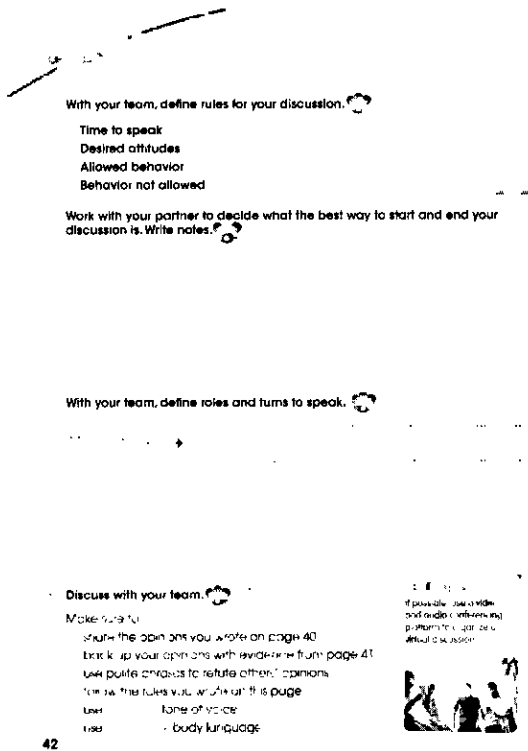 With your team, define rules for your discussion.
Time to speak
Desired attitudes
Allowed behavior
Behavior not allowed
Work with your partner to decide what the best way to start and end your
discussion is. Write notes.
With your team, define roles and turns to speak.
Discuss with your team.
Make sure to
share the opinions you wrote on page 40
back up your opinions with evidence from page 41
use polite phrases to refute others' opinions
follow the rules you wrote on this page
use tone of voice
use body language
If possible use a video
and audio conferencing
platform to organize a
virtual discussion
42